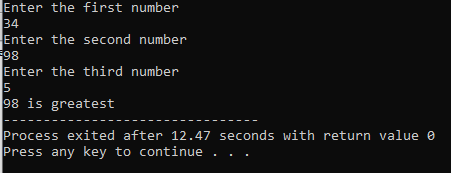 Enter the first number
34
Enter the second number
98
Enter the third number
5
98 is greatest
--------------------------------
Process exited after 12.47 seconds with return value 0
Press any key to continue . . .